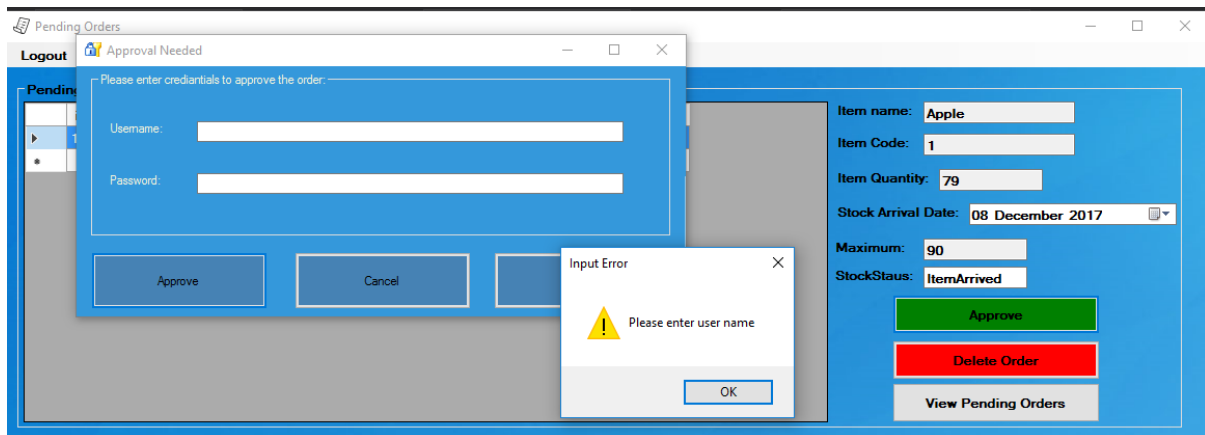 Pending Orders
Logout
Approval Needed
Please enter crediantials to approve the order:
Username:
Password:
Approve
Cancel
Input Error
Please enter user name
OK
Pending
1
Item name: Apple
Item Code: 1
Item Quantity: 79
Stock Arrival Date: 08 December 2017
Maximum: 90
StockStaus: ItemArrived
Approve
Delete Order
View Pending Orders